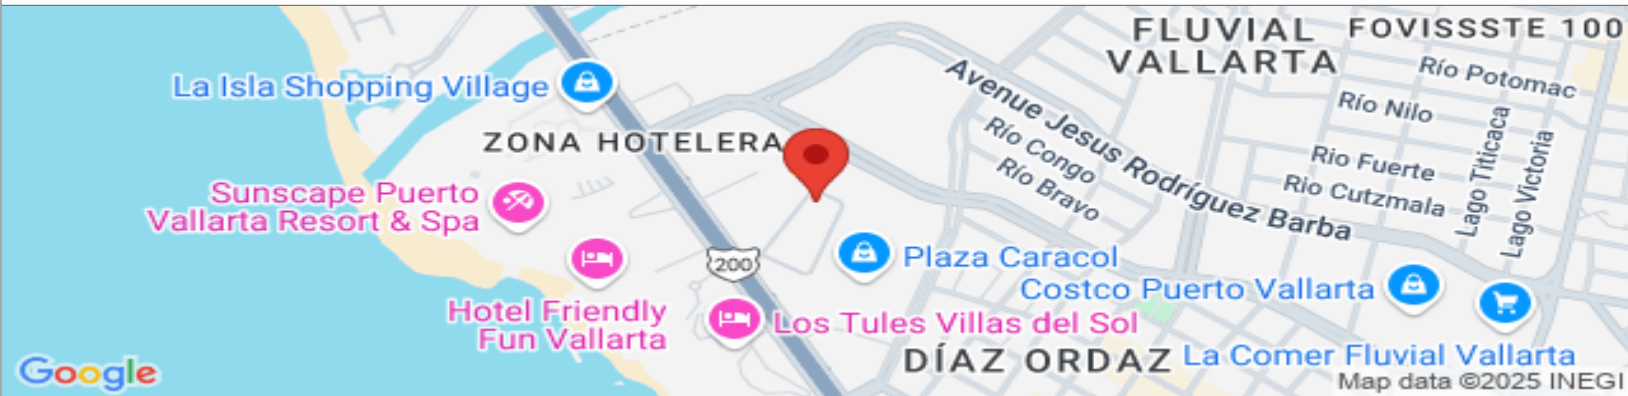 FLUVIAL
VALLARTA
FOVISSSTE 100
La Isla Shopping Village
Avenue Jesus Rodríguez Barba
Río Potomac
Río Nilo
Río Congo
Río Bravo
Rio Fuerte
Rio Cutzmala
Lago Titicaca
Lago Victoria
ZONA HOTELERA
Sunscape Puerto
Vallarta Resort & Spa
200
Plaza Caracol
Costco Puerto Vallarta
Hotel Friendly
Fun Vallarta
Los Tules Villas del Sol
DÍAZ ORDAZ
La Comer Fluvial Vallarta
Google
Map data ©2025 INEGI